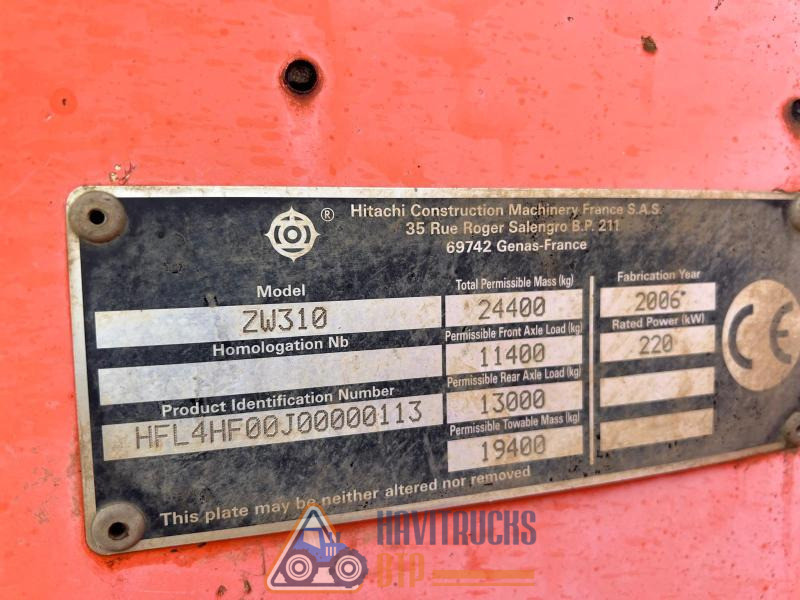 ® Hitachi Construction Machinery France S.A.S.
35 Rue Roger Salengro B.P. 211
69742 Genas-France
Model
ZW310
Homologation Nb
Product Identification Number
HFL4HF00J00000113
Total Permissible Mass (kg)
24400
Permissible Front Axle Load (kg)
11400
Permissible Rear Axle Load (kg)
13000
Permissible Towable Mass (kg)
19400
Fabrication Year
2006
Rated Power (kW)
220
CE
This plate may be neither altered nor removed
HAVITRUCKS
BTP